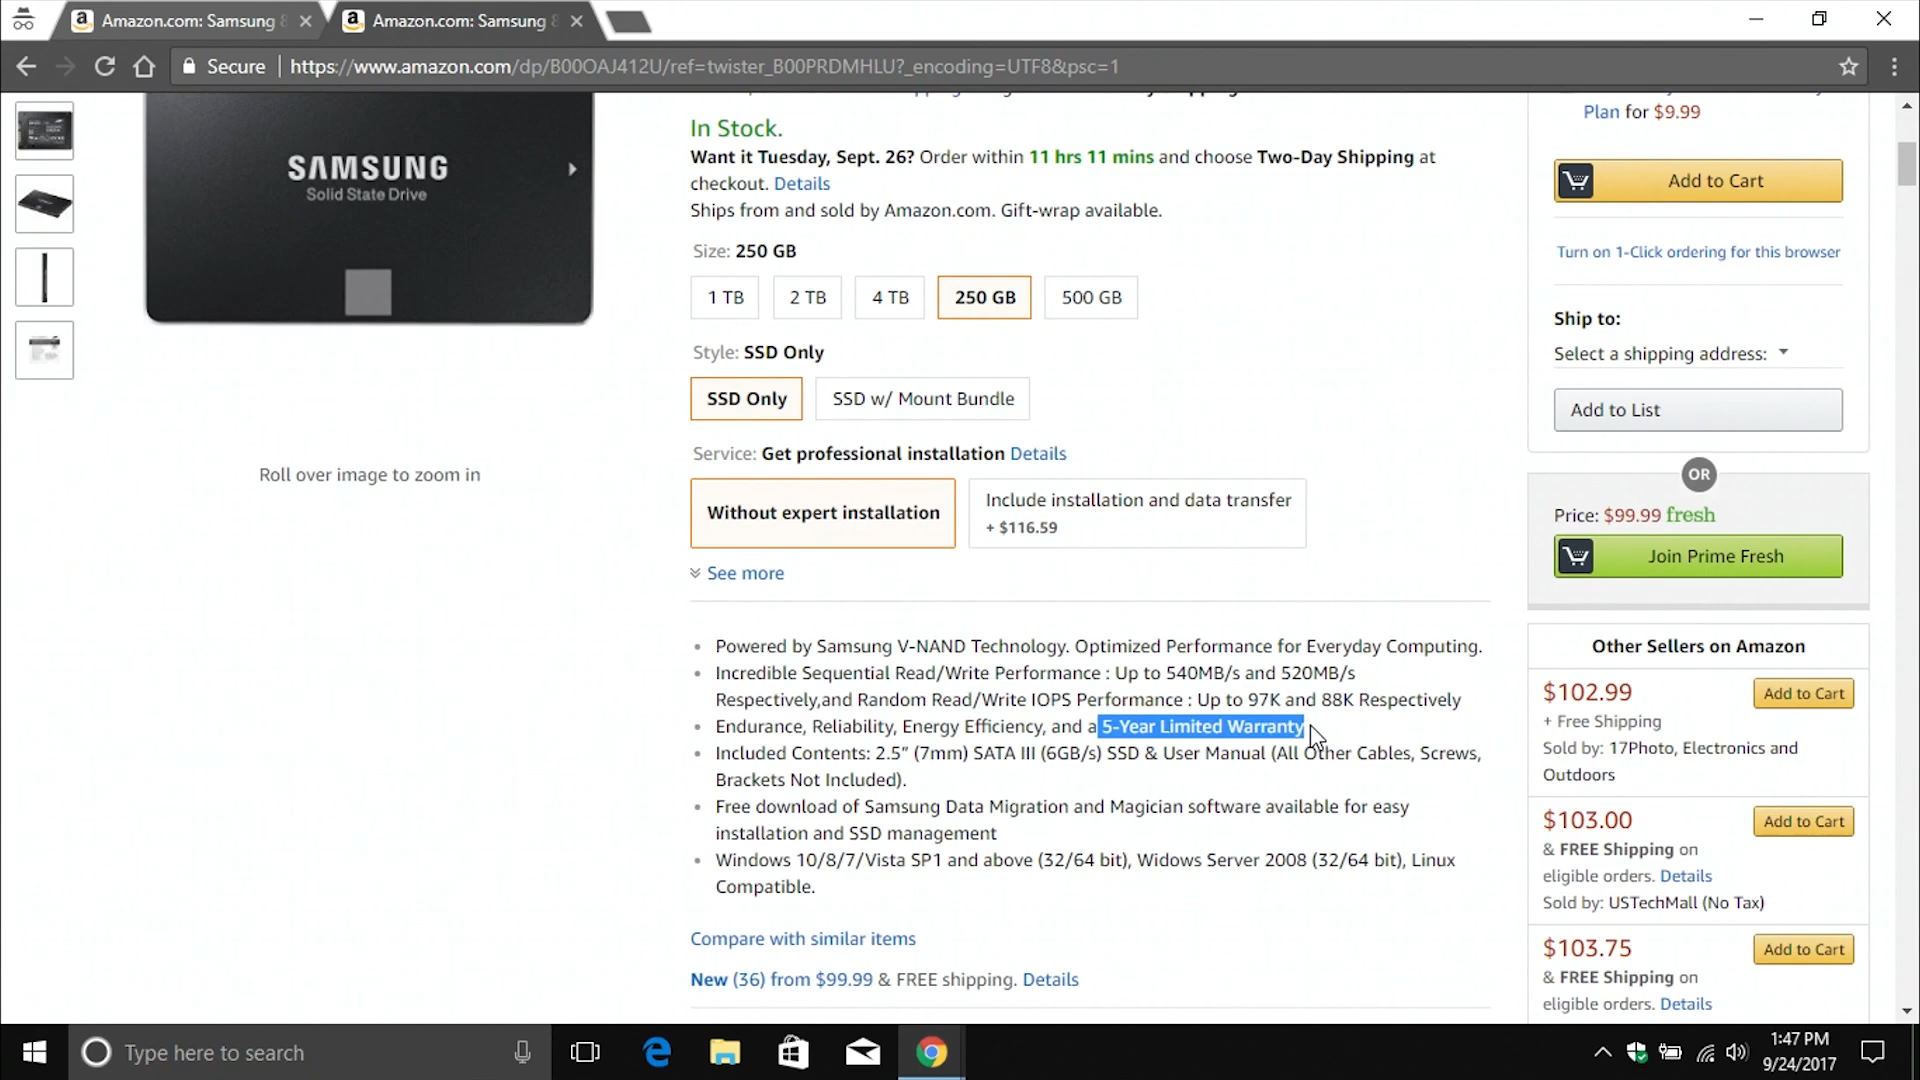 Amazon.com: Samsung 8
Amazon.com: Samsung 8
Secure
https://www.amazon.com/dp/B00OAJ412U/ref=twister_B00PRDMHLU?_encoding=UTF8&psc=1
SAMSUNG
Solid State Drive
Roll over image to zoom in
In Stock.
Want it Tuesday, Sept. 26? Order within 11 hrs 11 mins and choose Two-Day Shipping at
checkout. Details
Ships from and sold by Amazon.com. Gift-wrap available.
Size: 250 GB
1 TB
2 TB
4 TB
250 GB
500 GB
Style: SSD Only
SSD Only
SSD w/ Mount Bundle
Service: Get professional installation Details
Without expert installation
Include installation and data transfer
+ $116.59
See more
• Powered by Samsung V-NAND Technology. Optimized Performance for Everyday Computing.
• Incredible Sequential Read/Write Performance : Up to 540MB/s and 520MB/s
Respectively,and Random Read/Write IOPS Performance : Up to 97K and 88K Respectively
• Endurance, Reliability, Energy Efficiency, and a 5-Year Limited Warranty
• Included Contents: 2.5” (7mm) SATA III (6GB/s) SSD & User Manual (All Other Cables, Screws,
Brackets Not Included).
• Free download of Samsung Data Migration and Magician software available for easy
installation and SSD management
• Windows 10/8/7/Vista SP1 and above (32/64 bit), Widows Server 2008 (32/64 bit), Linux
Compatible.
Compare with similar items
New (36) from $99.99 & FREE shipping. Details
Plan for $9.99
Add to Cart
Turn on 1-Click ordering for this browser
Ship to:
Select a shipping address:
Add to List
OR
Price: $99.99 fresh
Join Prime Fresh
Other Sellers on Amazon
$102.99
Add to Cart
+ Free Shipping
Sold by: 17Photo, Electronics and
Outdoors
$103.00
Add to Cart
& FREE Shipping on
eligible orders. Details
Sold by: USTechMall (No Tax)
$103.75
Add to Cart
& FREE Shipping on
eligible orders. Details
Type here to search
1:47 PM
9/24/2017